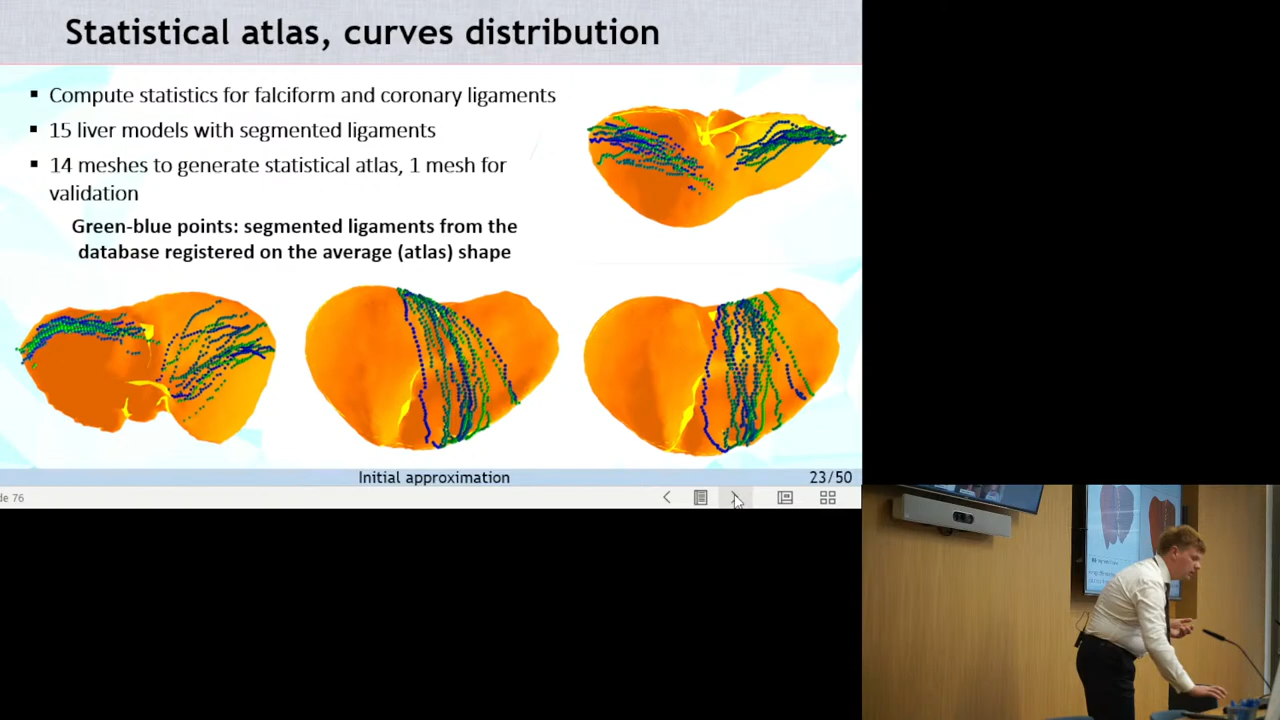 Statistical atlas, curves distribution
Compute statistics for falciform and coronary ligaments
15 liver models with segmented ligaments
14 meshes to generate statistical atlas, 1 mesh for
validation
Green-blue points: segmented ligaments from the
database registered on the average (atlas) shape
Initial approximation
23/50
de 76